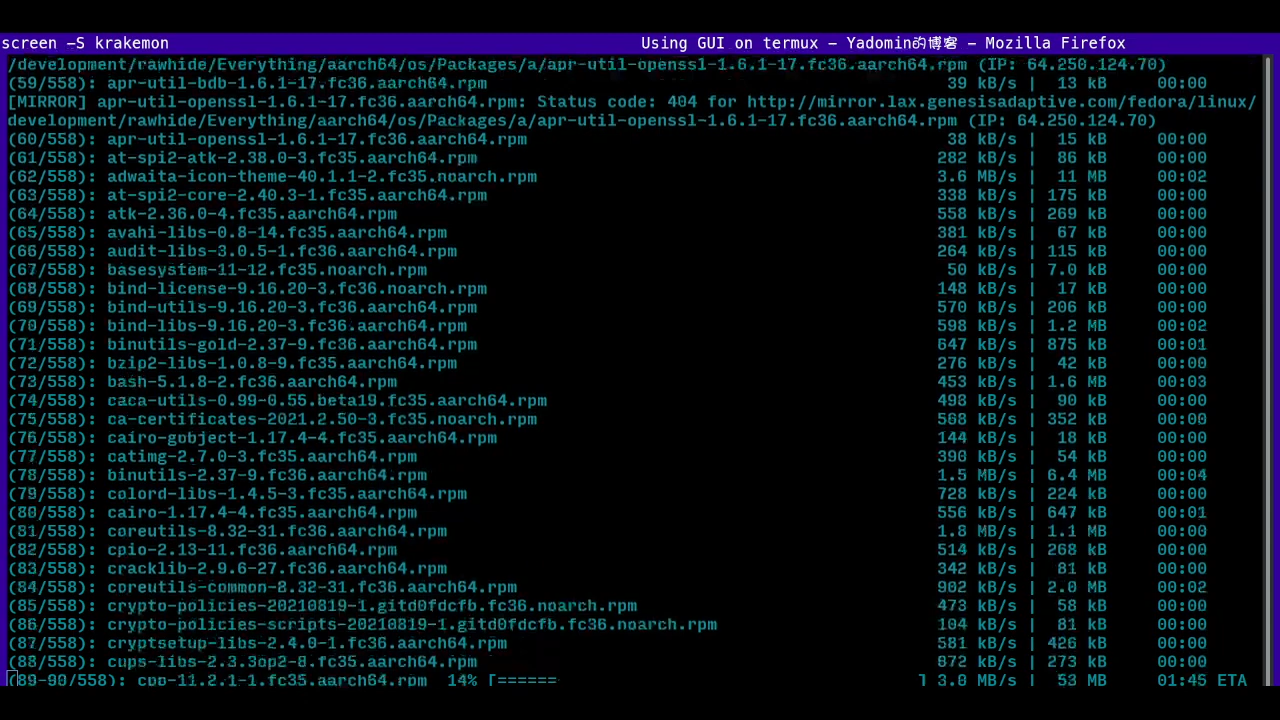 screen -S krakemon
Using GUI on termux – Yadomin的博客 – Mozilla Firefox
/development/rawhide/Everything/aarch64/os/Packages/a/apr-util-openssl-1.6.1-17.fc36.aarch64.rpm (IP: 64.250.124.70)
(59/558): apr-util-bdb-1.6.1-17.fc36.aarch64.rpm 39 kB/s | 13 kB 00:00
[MIRROR] apr-util-openssl-1.6.1-17.fc36.aarch64.rpm: Status code: 404 for http://mirror.lax.genesisadaptive.com/fedora/linux/
development/rawhide/Everything/aarch64/os/Packages/a/apr-util-openssl-1.6.1-17.fc36.aarch64.rpm (IP: 64.250.124.70)
(60/558): apr-util-openssl-1.6.1-17.fc36.aarch64.rpm 38 kB/s | 15 kB 00:00
(61/558): at-spi2-atk-2.38.0-3.fc35.aarch64.rpm 282 kB/s | 86 kB 00:00
(62/558): adwaita-icon-theme-40.1.1-2.fc35.noarch.rpm 3.6 MB/s | 11 MB 00:02
(63/558): at-spi2-core-2.40.3-1.fc35.aarch64.rpm 338 kB/s | 175 kB 00:00
(64/558): atk-2.36.0-4.fc35.aarch64.rpm 558 kB/s | 269 kB 00:00
(65/558): avahi-libs-0.8-14.fc35.aarch64.rpm 381 kB/s | 67 kB 00:00
(66/558): audit-libs-3.0.5-1.fc36.aarch64.rpm 264 kB/s | 115 kB 00:00
(67/558): basesystem-11-12.fc35.noarch.rpm 50 kB/s | 7.0 kB 00:00
(68/558): bind-license-9.16.20-3.fc36.noarch.rpm 148 kB/s | 17 kB 00:00
(69/558): bind-utils-9.16.20-3.fc36.aarch64.rpm 570 kB/s | 206 kB 00:00
(70/558): bind-libs-9.16.20-3.fc36.aarch64.rpm 598 kB/s | 1.2 MB 00:02
(71/558): binutils-gold-2.37-9.fc36.aarch64.rpm 647 kB/s | 875 kB 00:01
(72/558): bzip2-libs-1.0.8-9.fc35.aarch64.rpm 276 kB/s | 42 kB 00:00
(73/558): bash-5.1.8-2.fc36.aarch64.rpm 453 kB/s | 1.6 MB 00:03
(74/558): caca-utils-0.99-0.55.beta19.fc35.aarch64.rpm 498 kB/s | 90 kB 00:00
(75/558): ca-certificates-2021.2.50-3.fc35.noarch.rpm 568 kB/s | 352 kB 00:00
(76/558): cairo-gobject-1.17.4-4.fc35.aarch64.rpm 144 kB/s | 18 kB 00:00
(77/558): catimg-2.7.0-3.fc35.aarch64.rpm 390 kB/s | 54 kB 00:00
(78/558): binutils-2.37-9.fc36.aarch64.rpm 1.5 MB/s | 6.4 MB 00:04
(79/558): colord-libs-1.4.5-3.fc35.aarch64.rpm 728 kB/s | 224 kB 00:00
(80/558): cairo-1.17.4-4.fc35.aarch64.rpm 556 kB/s | 647 kB 00:01
(81/558): coreutils-8.32-31.fc36.aarch64.rpm 1.8 MB/s | 1.1 MB 00:00
(82/558): cpio-2.13-11.fc36.aarch64.rpm 514 kB/s | 268 kB 00:00
(83/558): cracklib-2.9.6-27.fc35.aarch64.rpm 342 kB/s | 81 kB 00:00
(84/558): coreutils-common-8.32-31.fc36.aarch64.rpm 902 kB/s | 2.0 MB 00:02
(85/558): crypto-policies-20210819-1.gitd0fdcfb.fc36.noarch.rpm 473 kB/s | 58 kB 00:00
(86/558): crypto-policies-scripts-20210819-1.gitd0fdcfb.fc36.noarch.rpm 104 kB/s | 81 kB 00:00
(87/558): cryptsetup-libs-2.4.0-1.fc36.aarch64.rpm 581 kB/s | 426 kB 00:00
(88/558): cups-libs-2.3.3op2-8.fc35.aarch64.rpm 872 kB/s | 273 kB 00:00
(89-90/558): cpp-11.2.1-1.fc35.aarch64.rpm 14% [====== ] 3.0 MB/s | 53 MB 01:45 ETA